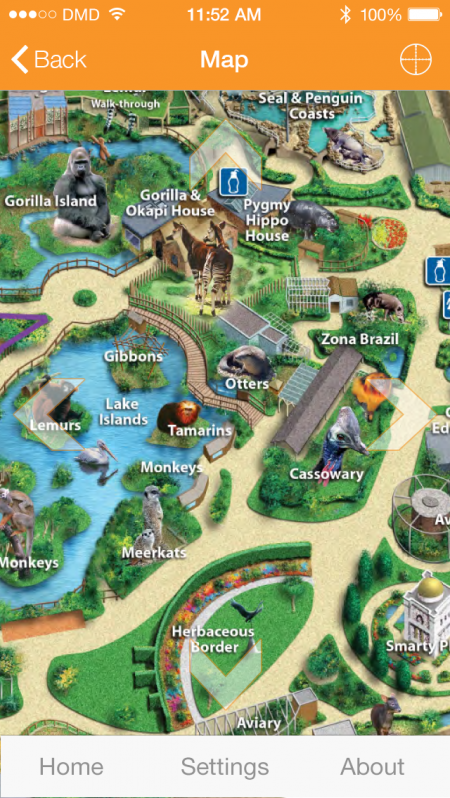 DMD 11:52 AM 100%
Back Map
Walk-through
Seal & Penguin
Coasts
Gorilla Island
Gorilla &
Okapi House
Pygmy
Hippo
House
Zona Brazil
Gibbons
Otters
Lemurs
Lake
Islands
Tamarins
Monkeys
Cassowary
Meerkats
Monkeys
Herbaceous
Border
Aviary
Home Settings About